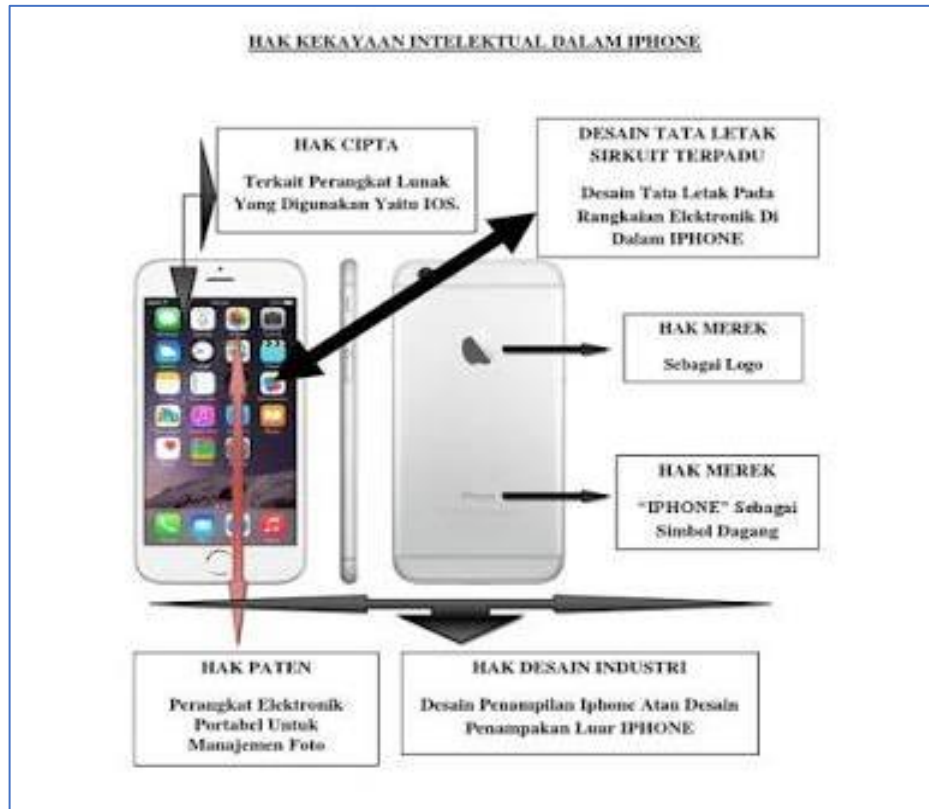 HAK KEKAYAAN INTELEKTUAL DALAM IPHONE
HAK CIPTA
Terkait Perangkat Lunak
Yang Digunakan Yaitu IOS.
DESAIN TATA LETAK
SIRKUIT TERPADU
Desain Tata Letak Pada
Rangkaian Elektronik Di
Dalam IPHONE
HAK MEREK
Sebagai Logo
HAK MEREK
“IPHONE” Sebagai
Simbol Dagang
HAK PATEN
Perangkat Elektronik
Portabel Untuk
Manajemen Foto
HAK DESAIN INDUSTRI
Desain Penampilan Iphone Atau Desain
Penampakan Luar IPHONE